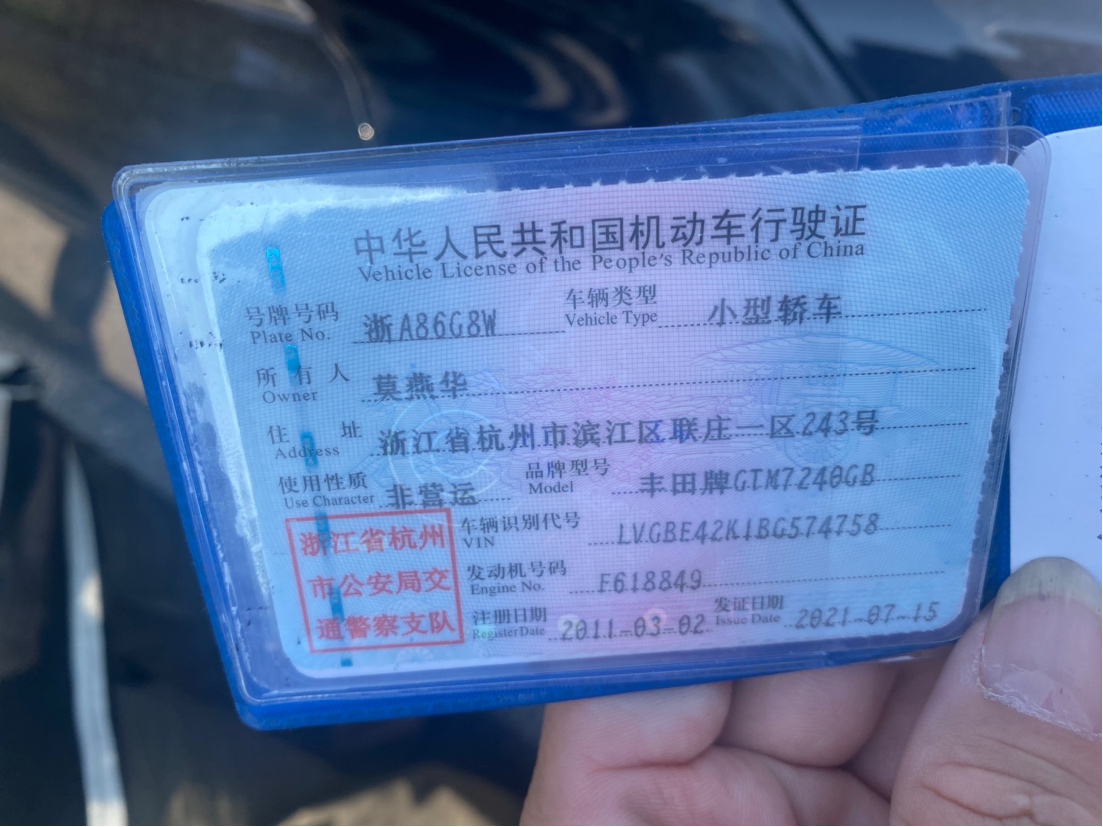 中华人民共和国机动车行驶证
Vehicle License of the People's Republic of China
号牌号码 浙A86G8W 车辆类型 小型轿车
Plate No. Vehicle Type
所有人 莫燕华
Owner
住址 浙江省杭州市滨江区联庄一区243号
Address
使用性质 非营运 品牌型号 丰田牌GTM7240GB
Use Character Model
浙江省杭州
市公安局交
通警察支队
车辆识别代号 LVGBE42K1BG574758
VIN
发动机号码 F618849
Engine No.
注册日期 2011-03-02 发证日期 2021-07-15
Register Date Issue Date